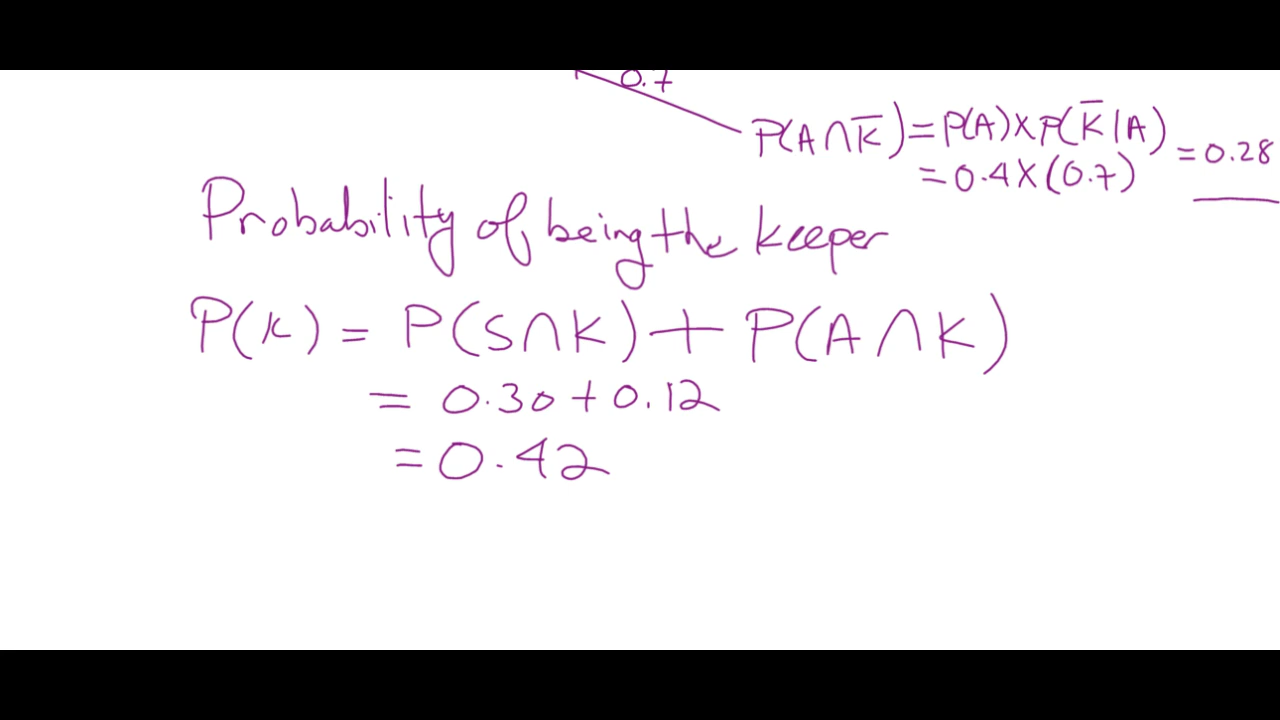 0.7
P(A∩K̅) = P(A) X P(K̅|A)
= 0.4 X (0.7)
= 0.28
Probability of being the keeper
P(K) = P(S∩K) + P(A∩K)
= 0.30 + 0.12
= 0.42